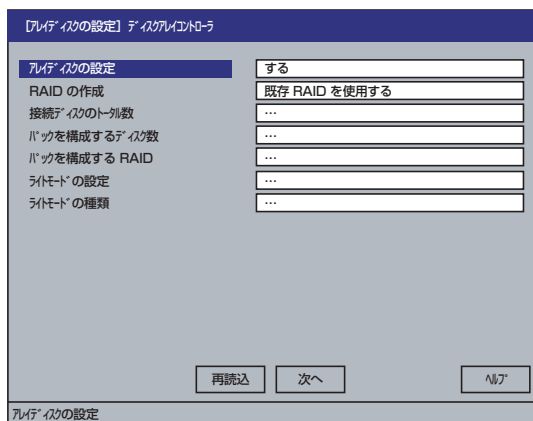 [ｱﾚｲﾃﾞｨｽｸの設定] ﾃﾞｨｽｸｱﾚｲｺﾝﾄﾛｰﾗ
ｱﾚｲﾃﾞｨｽｸの設定 する
RAID の作成 既存 RAID を使用する
接続ﾃﾞｨｽｸのﾄｰﾀﾙ数 …
ﾊﾟｯｸを構成するﾃﾞｨｽｸ数 …
ﾊﾟｯｸを構成する RAID …
ﾗｲﾄﾓｰﾄﾞの設定 …
ﾗｲﾄﾓｰﾄﾞの種類 …
再読込 次へ ﾍﾙﾌﾟ
ｱﾚｲﾃﾞｨｽｸの設定